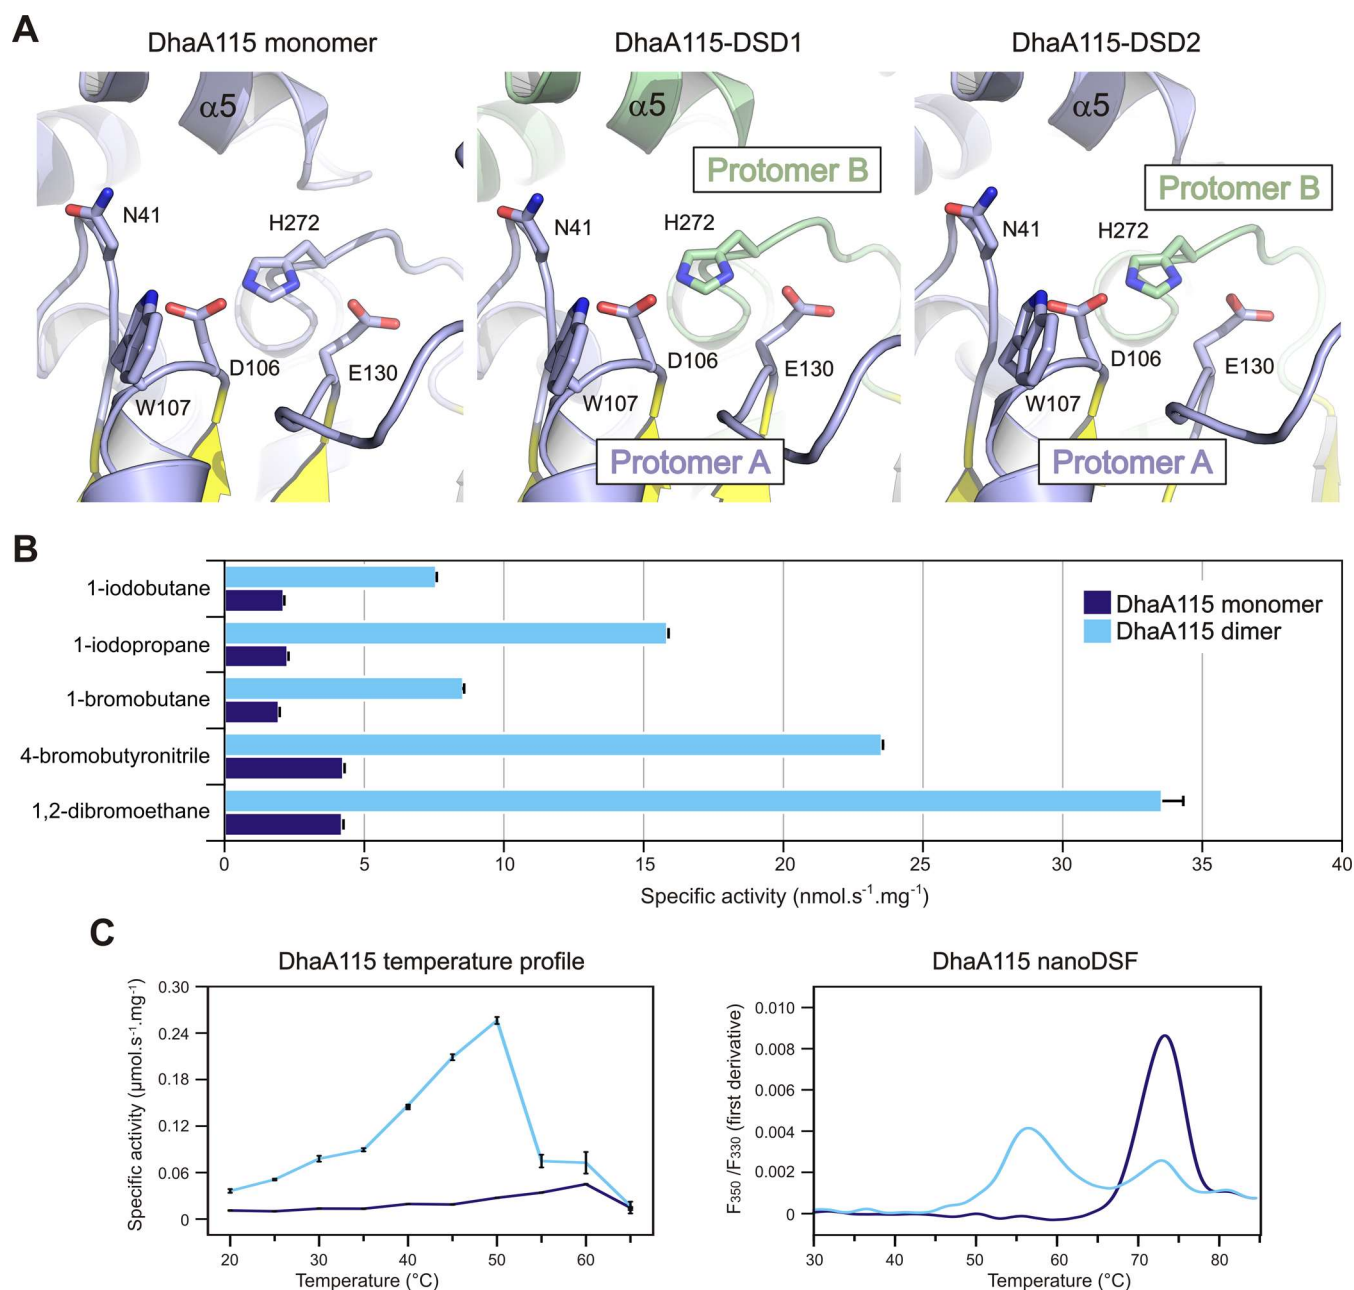 A
DhaA115 monomer
DhaA115-DSD1
DhaA115-DSD2
α5
N41
H272
D106
E130
W107
α5
Protomer B
N41
H272
D106
E130
W107
Protomer A
α5
Protomer B
N41
H272
D106
E130
W107
Protomer A
B
1-iodobutane
1-iodopropane
1-bromobutane
4-bromobutyronitrile
1,2-dibromoethane
DhaA115 monomer
DhaA115 dimer
0 5 10 15 20 25 30 35 40
Specific activity (nmol.s⁻¹.mg⁻¹)
C
DhaA115 temperature profile
Specific activity (µmol.s⁻¹.mg⁻¹)
0.30
0.24
0.18
0.12
0.06
0
20 30 40 50 60
Temperature (°C)
DhaA115 nanoDSF
F₃₅₀ /F₃₃₀ (first derivative)
0.010
0.008
0.006
0.004
0.002
0
30 40 50 60 70 80
Temperature (°C)